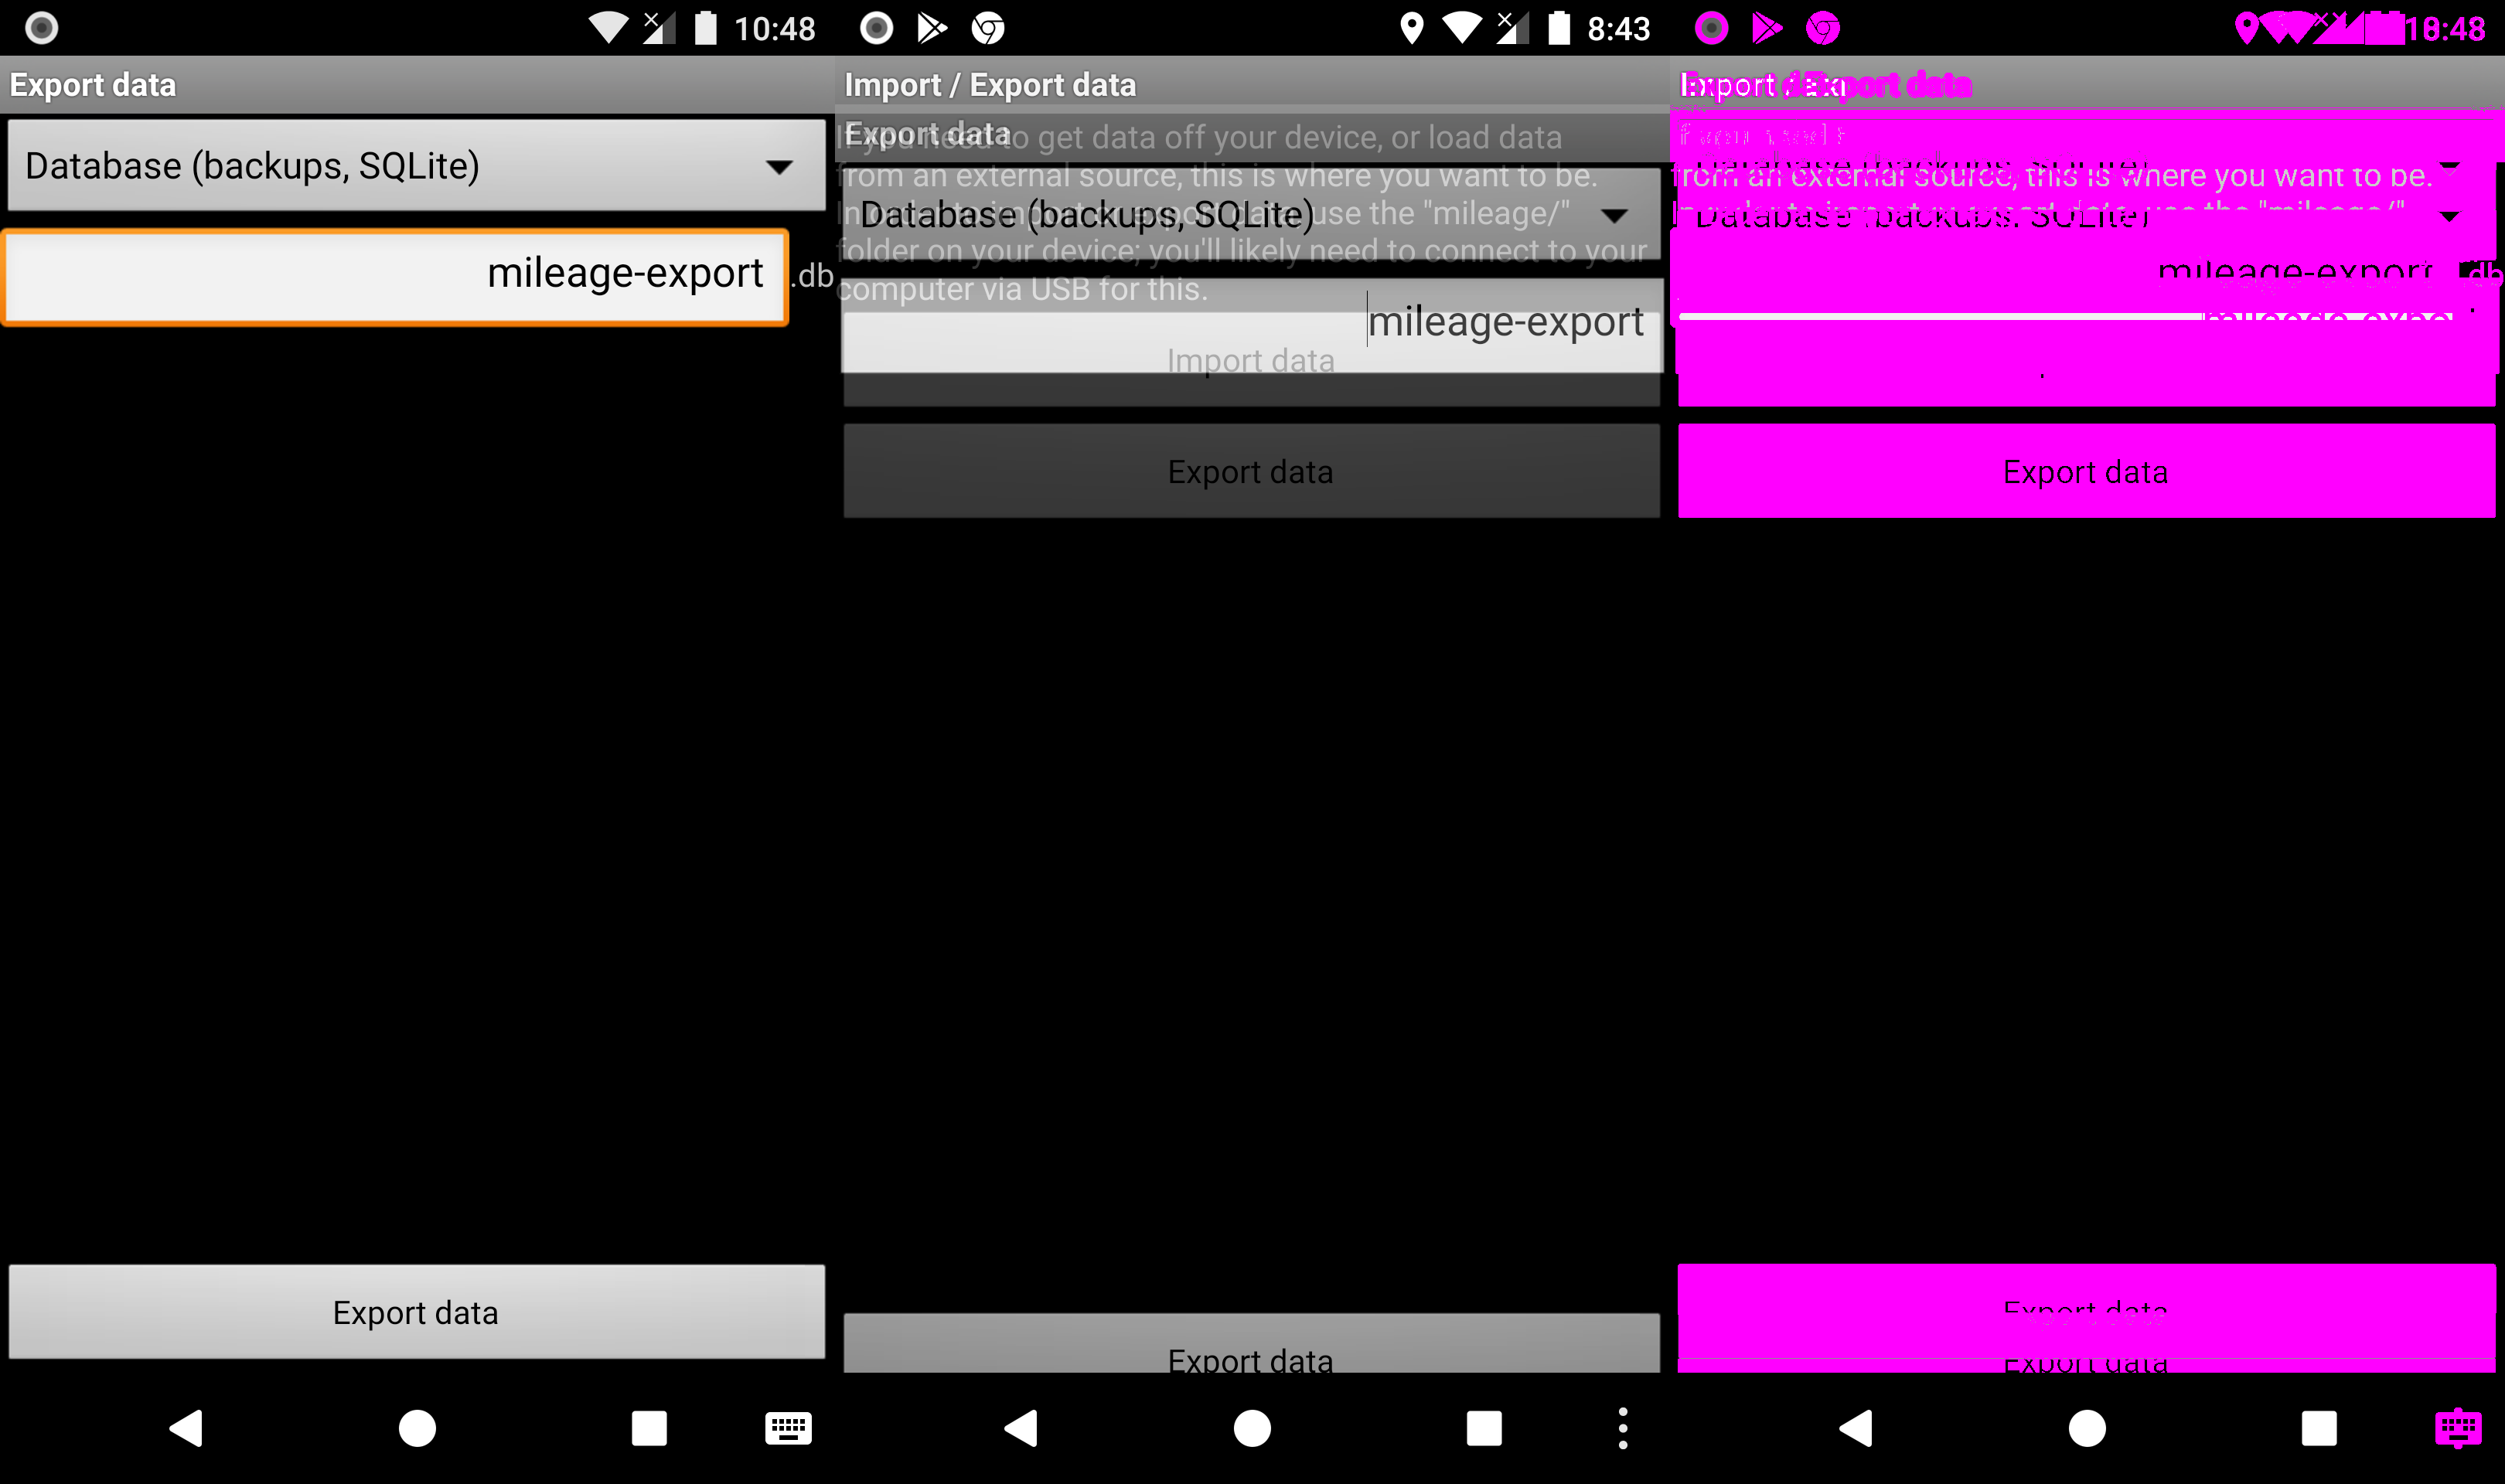 10:48
Export data
Database (backups, SQLite)
mileage-export
.db
Export data
8:43
Import / Export data
Export data
If you need to get data off your device, or load data
from an external source, this is where you want to be.
Database (backups, SQLite)
In order to import or export data, use the "mileage/"
folder on your device; you'll likely need to connect to your
computer via USB for this.
mileage-export
Import data
Export data
Export data
:48
Export data
from an external source, this is where you want to be.
Database (backups, SQLite)
mileage-export
.db
Export data
Export data
Export data